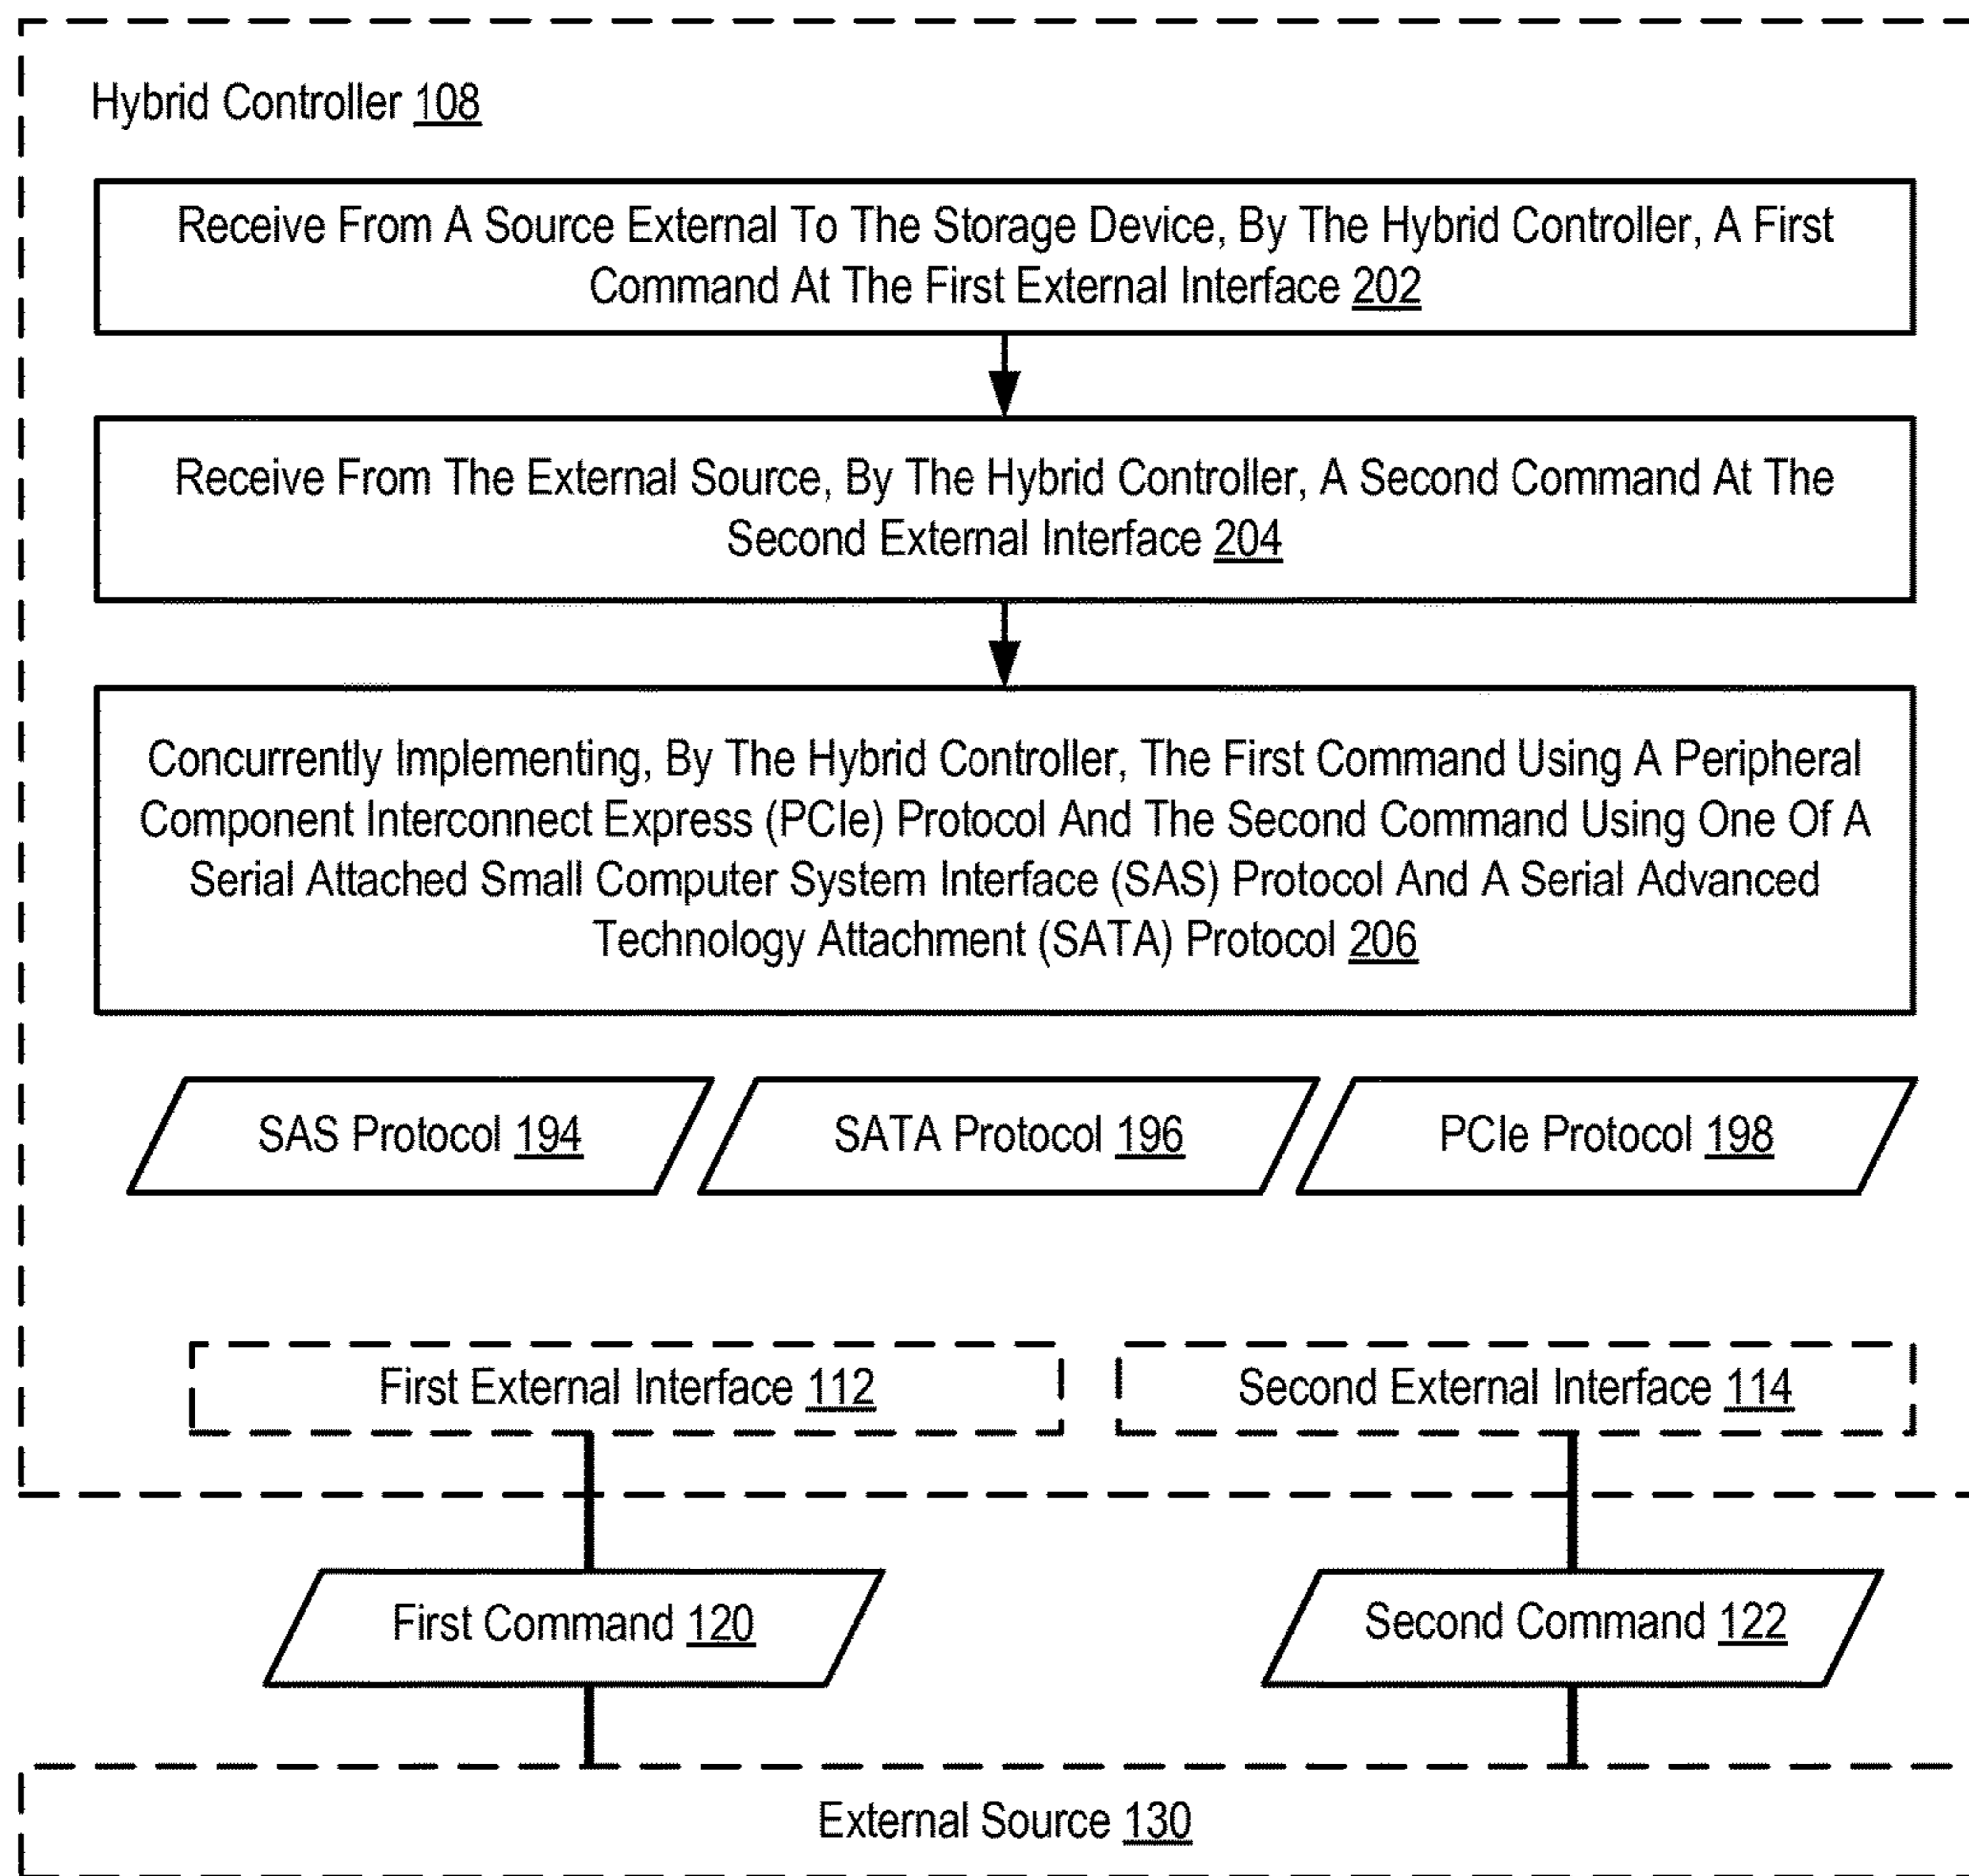 Hybrid Controller 108
Receive From A Source External To The Storage Device, By The Hybrid Controller, A First
Command At The First External Interface 202
Receive From The External Source, By The Hybrid Controller, A Second Command At The
Second External Interface 204
Concurrently Implementing, By The Hybrid Controller, The First Command Using A Peripheral
Component Interconnect Express (PCIe) Protocol And The Second Command Using One Of A
Serial Attached Small Computer System Interface (SAS) Protocol And A Serial Advanced
Technology Attachment (SATA) Protocol 206
SAS Protocol 194
SATA Protocol 196
PCIe Protocol 198
First External Interface 112
Second External Interface 114
First Command 120
Second Command 122
External Source 130